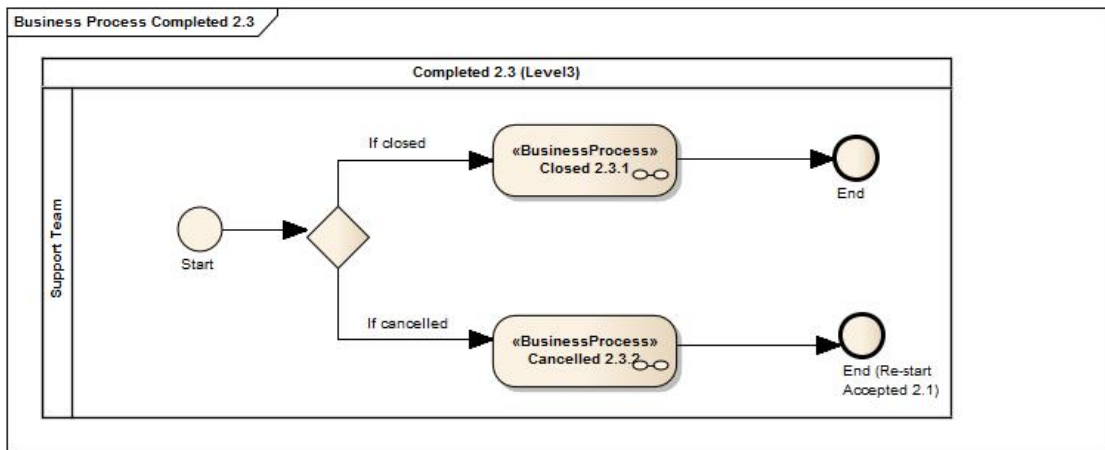 Business Process Completed 2.3
Completed 2.3 (Level3)
Support Team
Start
If closed
«BusinessProcess»
Closed 2.3.1
End
If cancelled
«BusinessProcess»
Cancelled 2.3.2
End (Re-start
Accepted 2.1)